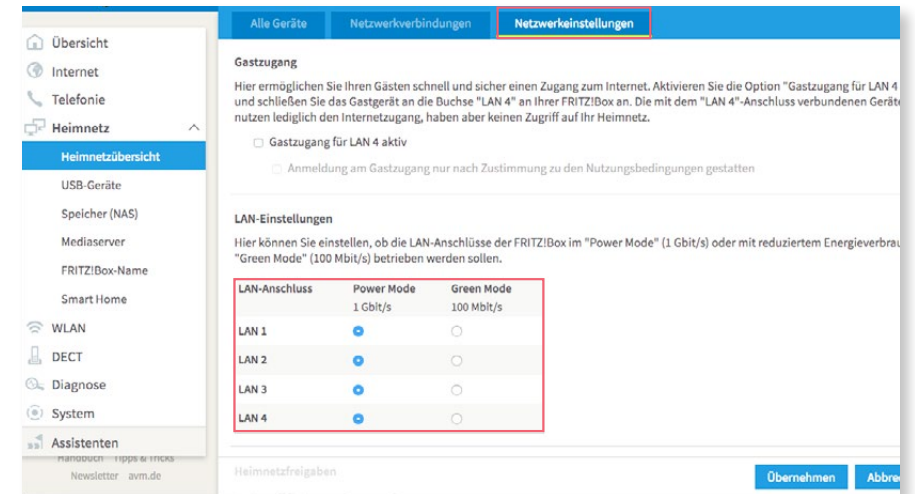 Übersicht
Internet
Telefonie
Heimnetz
Heimnetzübersicht
USB-Geräte
Speicher (NAS)
Mediaserver
FRITZ!Box-Name
Smart Home
WLAN
DECT
Diagnose
System
Assistenten
Handbuch Tipps & Tricks
Newsletter avm.de
Alle Geräte Netzwerkverbindungen Netzwerkeinstellungen
Gastzugang
Hier ermöglichen Sie Ihren Gästen schnell und sicher einen Zugang zum Internet. Aktivieren Sie die Option "Gastzugang für LAN 4
und schließen Sie das Gastgerät an die Buchse "LAN 4" an Ihrer FRITZ!Box an. Die mit dem "LAN 4"-Anschluss verbundenen Geräte
nutzen lediglich den Internetzugang, haben aber keinen Zugriff auf Ihr Heimnetz.
Gastzugang für LAN 4 aktiv
Anmeldung am Gastzugang nur nach Zustimmung zu den Nutzungsbedingungen gestatten
LAN-Einstellungen
Hier können Sie einstellen, ob die LAN-Anschlüsse der FRITZ!Box im "Power Mode" (1 Gbit/s) oder mit reduziertem Energieverbrau
"Green Mode" (100 Mbit/s) betrieben werden sollen.
LAN-Anschluss Power Mode Green Mode
1 Gbit/s 100 Mbit/s
LAN 1
LAN 2
LAN 3
LAN 4
Heimnetzfreigaben
Übernehmen Abbre